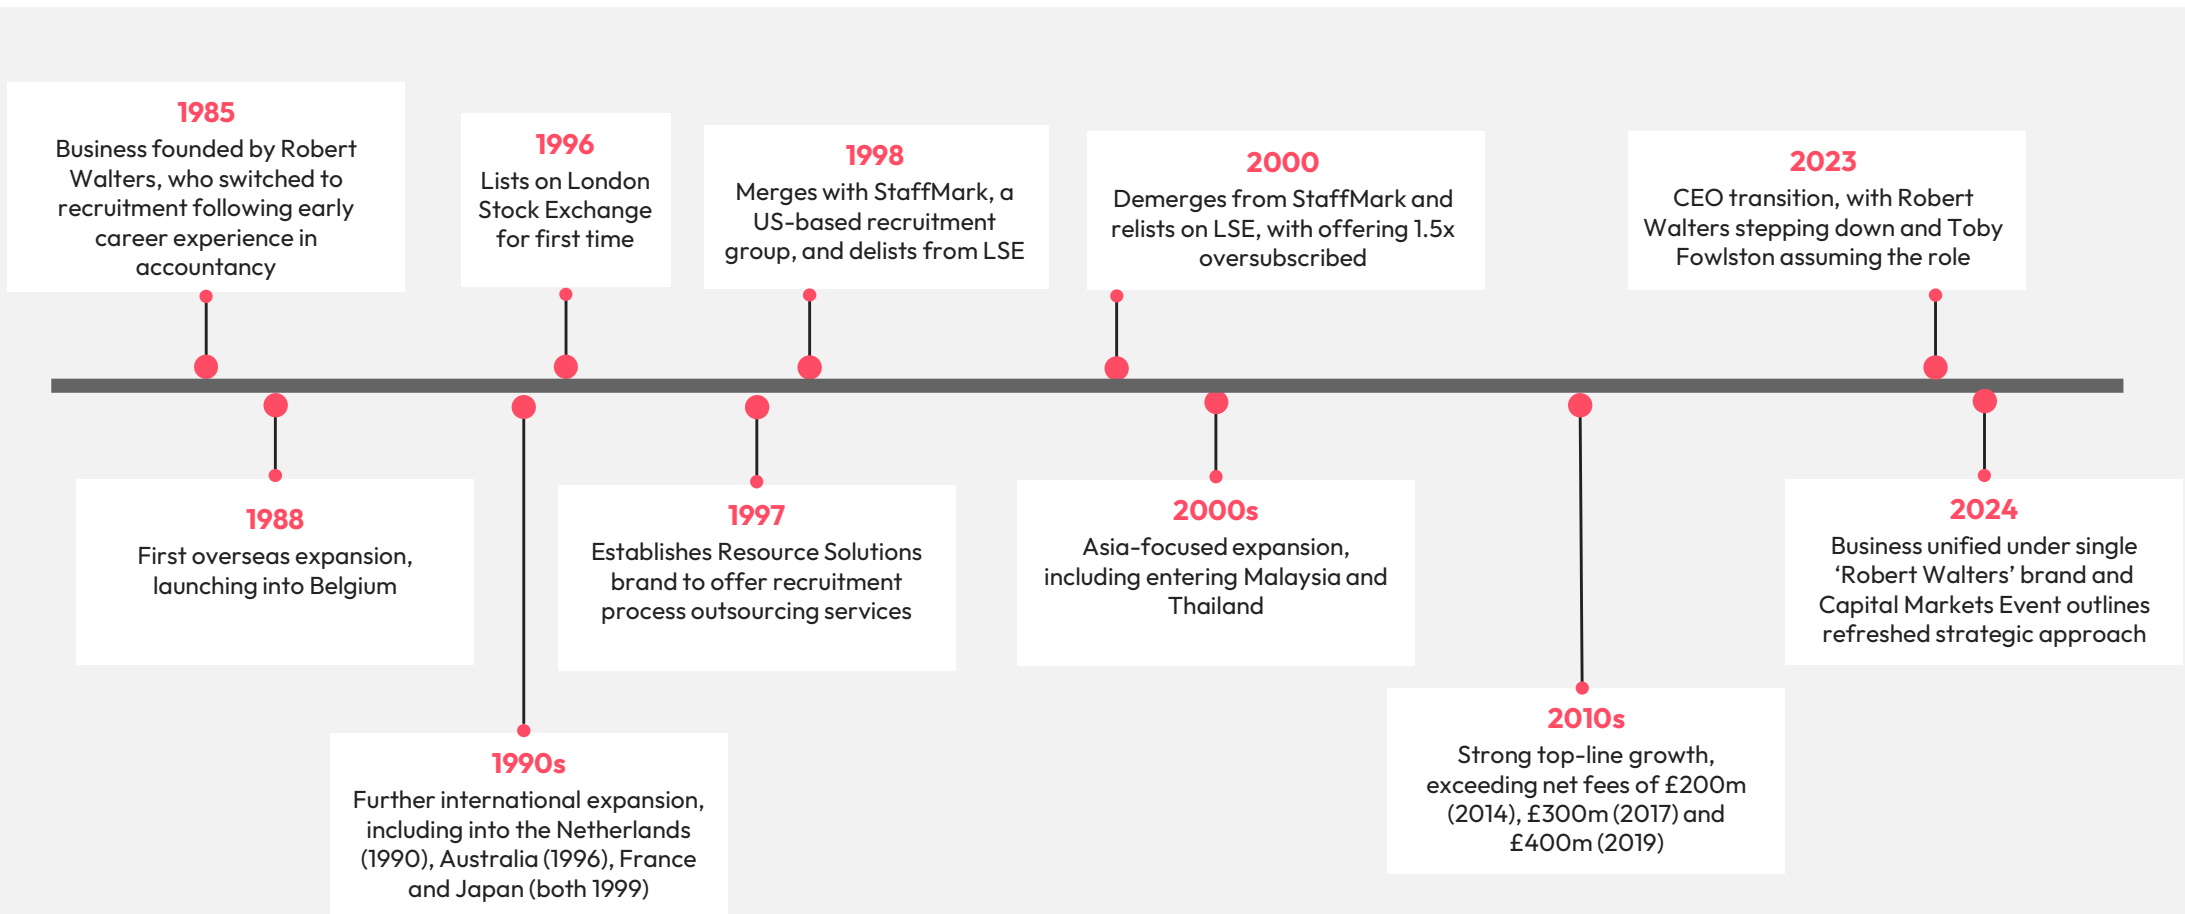 1985
Business founded by Robert
Walters, who switched to
recruitment following early
career experience in
accountancy
1996
Lists on London
Stock Exchange
for first time
1998
Merges with StaffMark, a
US-based recruitment
group, and delists from LSE
2000
Demerges from StaffMark and
relists on LSE, with offering 1.5x
oversubscribed
2023
CEO transition, with Robert
Walters stepping down and Toby
Fowlston assuming the role
1988
First overseas expansion,
launching into Belgium
1990s
Further international expansion,
including into the Netherlands
(1990), Australia (1996), France
and Japan (both 1999)
1997
Establishes Resource Solutions
brand to offer recruitment
process outsourcing services
2000s
Asia-focused expansion,
including entering Malaysia and
Thailand
2010s
Strong top-line growth,
exceeding net fees of £200m
(2014), £300m (2017) and
£400m (2019)
2024
Business unified under single
‘Robert Walters’ brand and
Capital Markets Event outlines
refreshed strategic approach